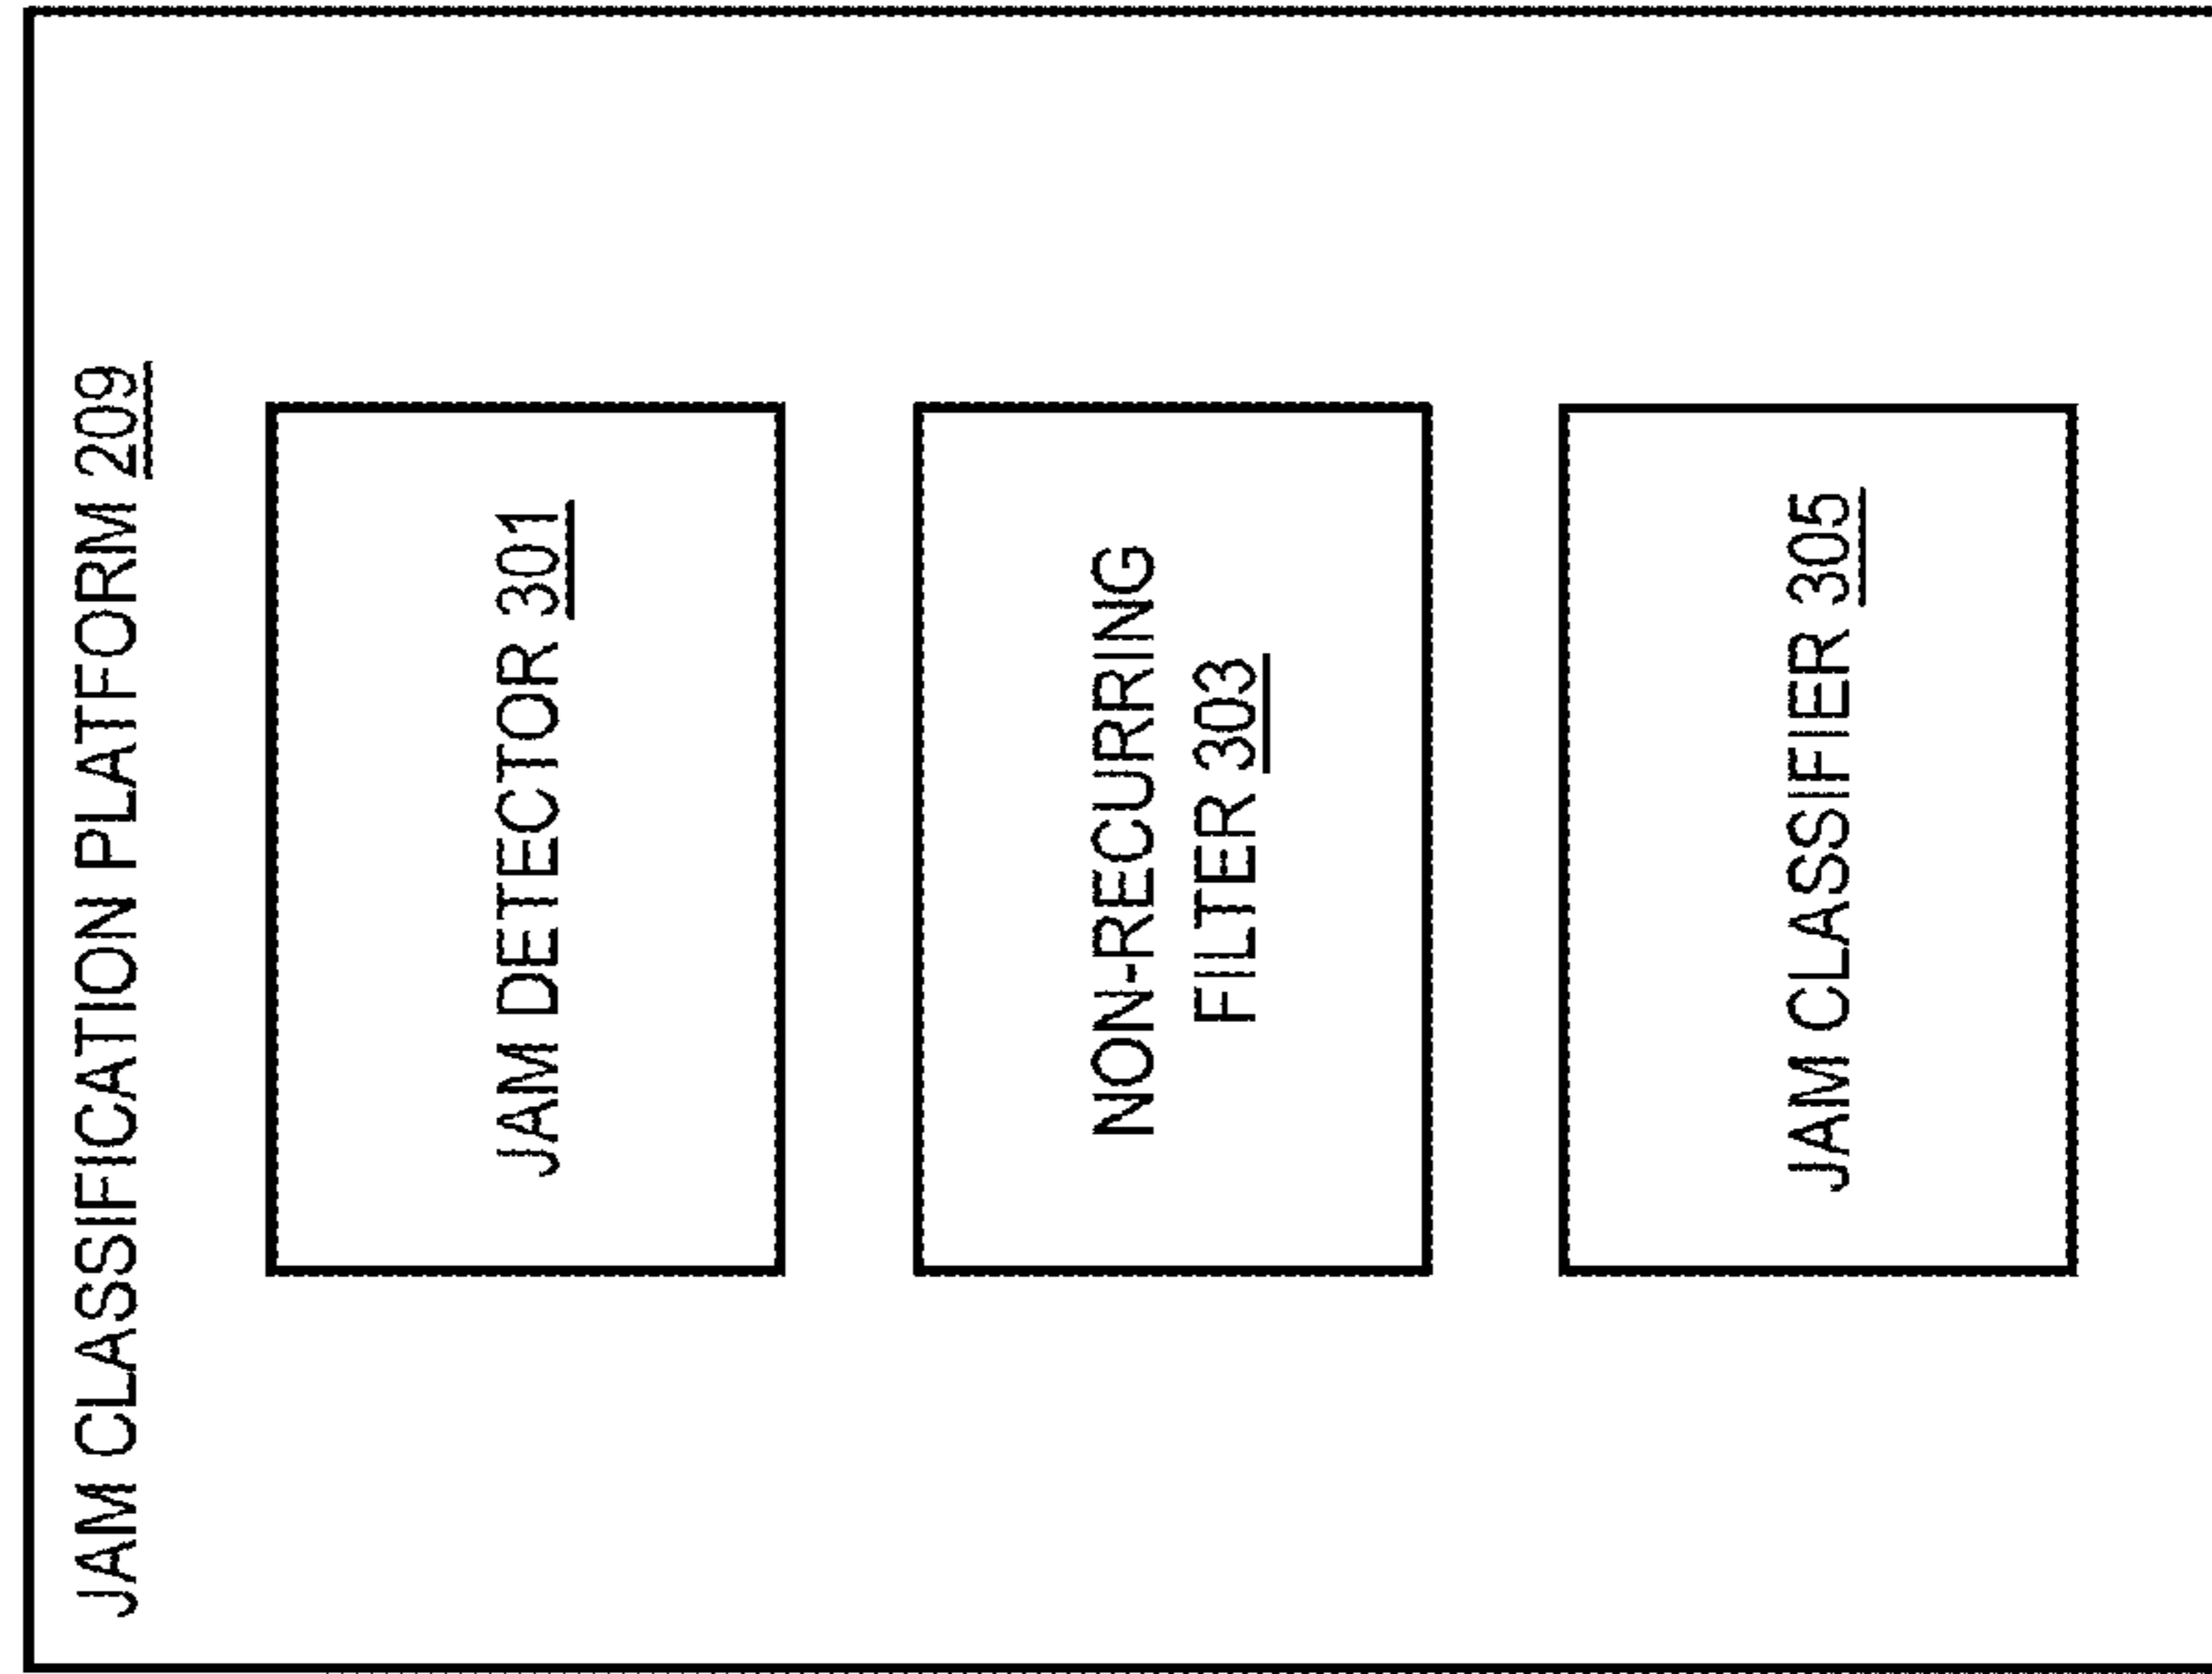 JAM CLASSIFICATION PLATFORM 209
JAM DETECTOR 301
NON-RECURRING
FILTER 303
JAM CLASSIFIER 305